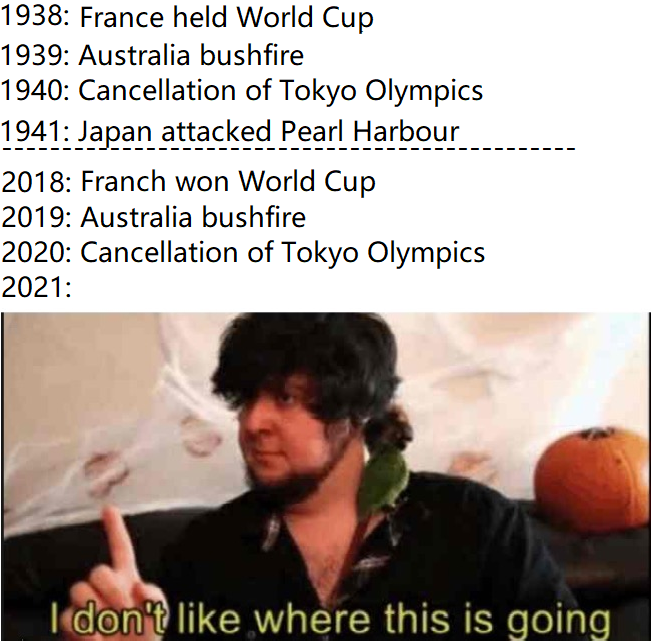 1938: France held World Cup
1939: Australia bushfire
1940: Cancellation of Tokyo Olympics
1941: Japan attacked Pearl Harbour
2018: Franch won World Cup
2019: Australia bushfire
2020: Cancellation of Tokyo Olympics
2021:
I don't like where this is going